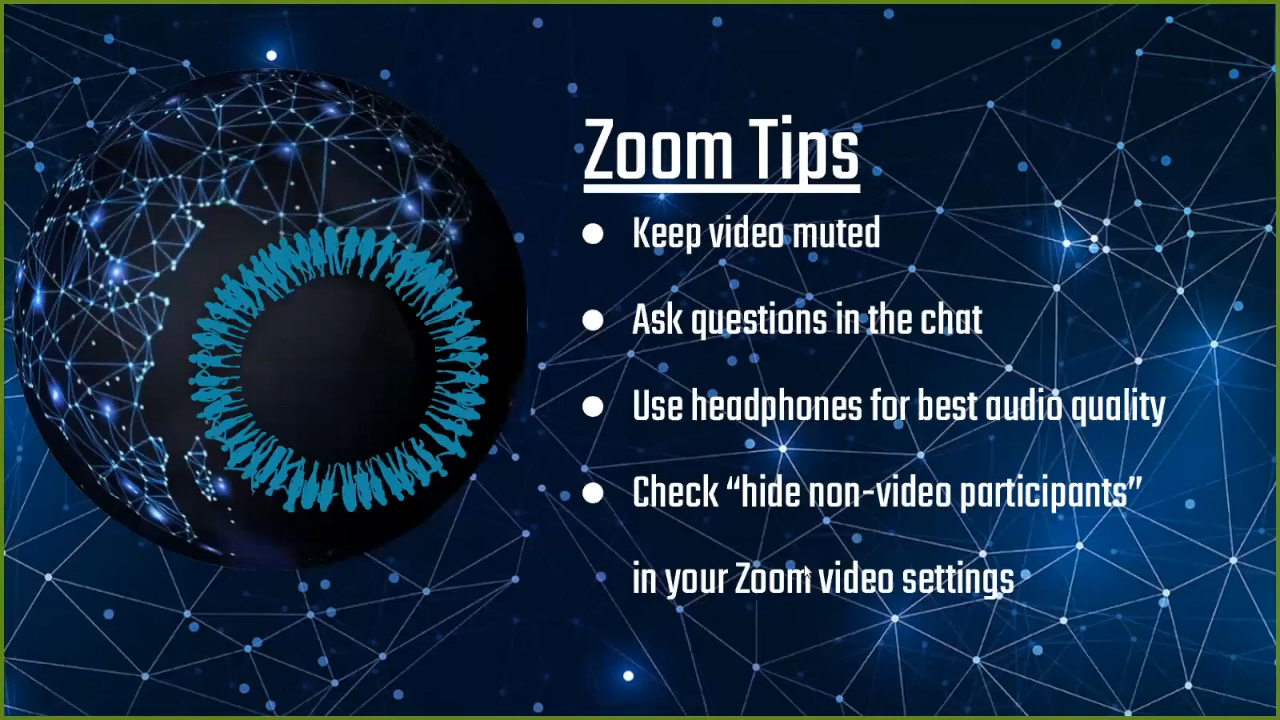 Zoom Tips
● Keep video muted
● Ask questions in the chat
● Use headphones for best audio quality
● Check “hide non-video participants”
in your Zoom video settings